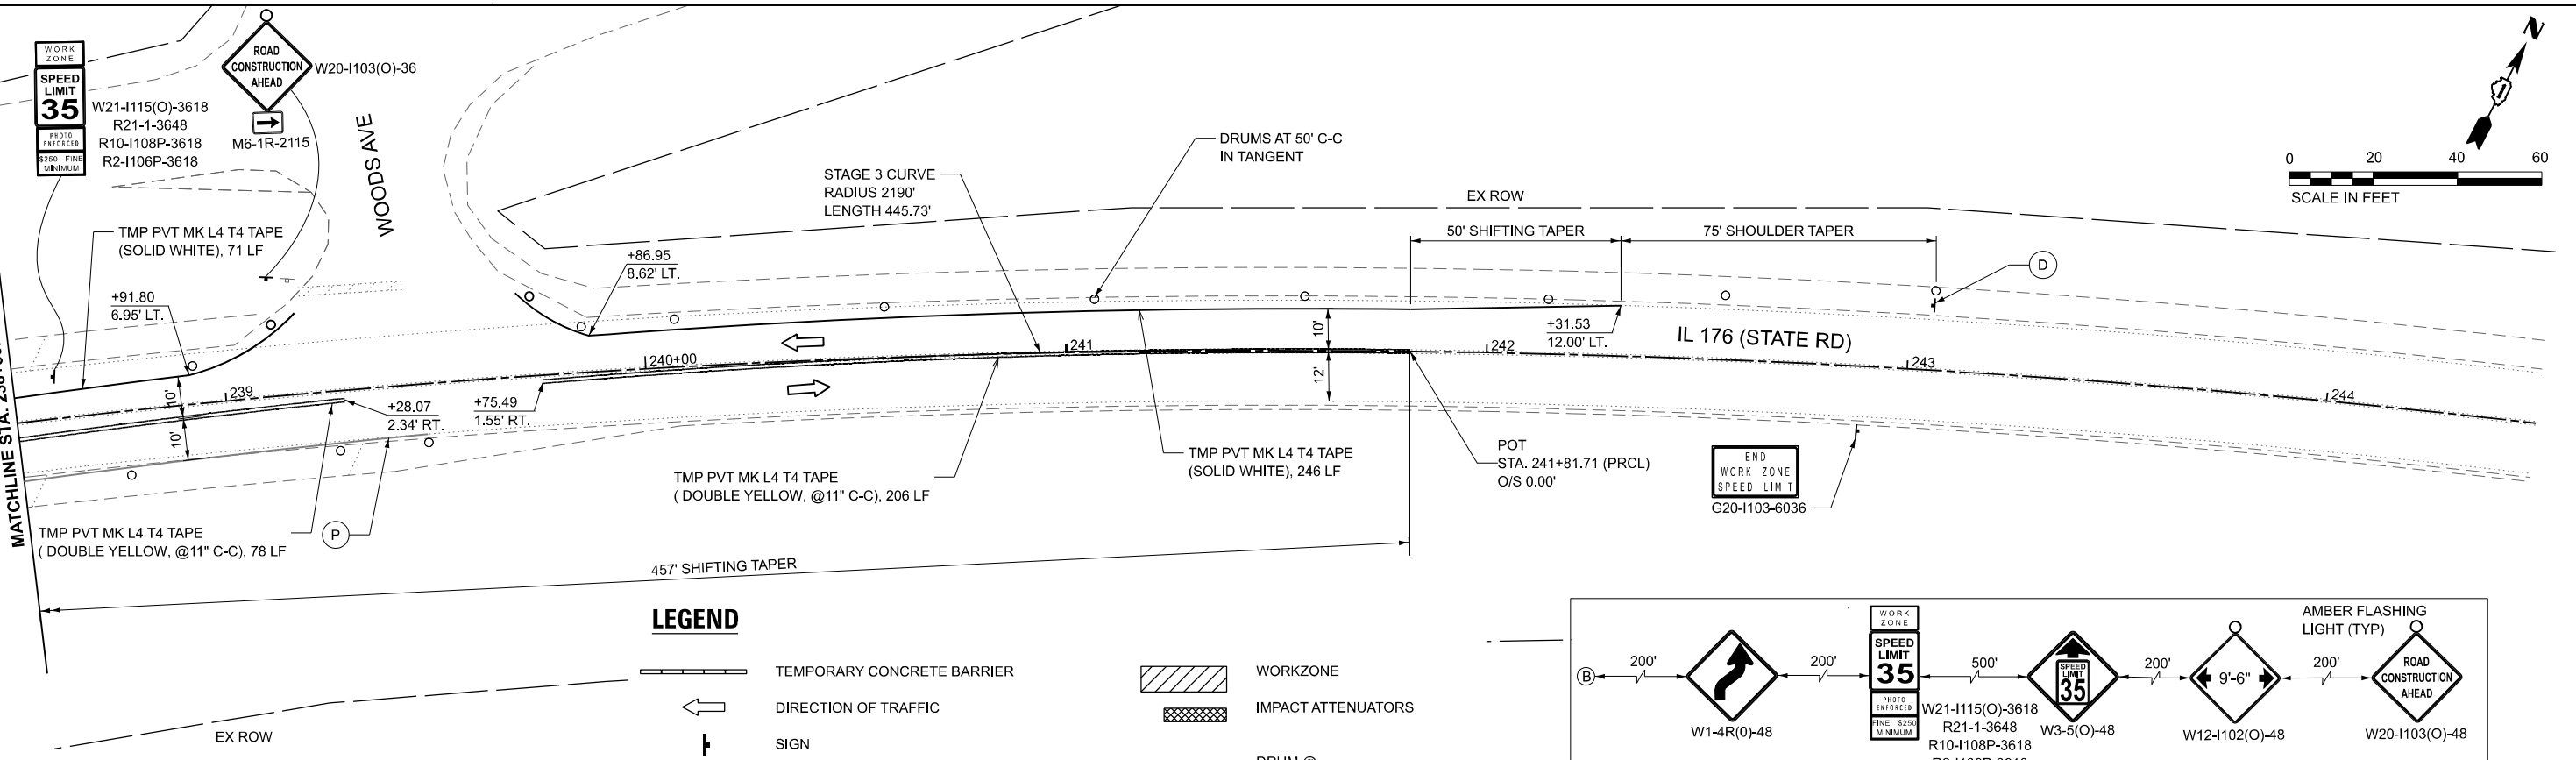 WORK
ZONE
SPEED
LIMIT
35
PHOTO
ENFORCED
$250 FINE
MINIMUM
W21-I115(O)-3618
R21-1-3648
R10-I108P-3618
R2-I106P-3618
ROAD
CONSTRUCTION
AHEAD
W20-I103(O)-36
M6-1R-2115
WOODS AVE
N
0 20 40 60
SCALE IN FEET
TMP PVT MK L4 T4 TAPE
(SOLID WHITE), 71 LF
+91.80
6.95' LT.
+86.95
8.62' LT.
STAGE 3 CURVE
RADIUS 2190'
LENGTH 445.73'
DRUMS AT 50' C-C
IN TANGENT
EX ROW
50' SHIFTING TAPER
75' SHOULDER TAPER
D
+31.53
12.00' LT.
IL 176 (STATE RD)
239
240+00
241
242
243
244
10'
10'
10'
12'
+28.07
2.34' RT.
+75.49
1.55' RT.
TMP PVT MK L4 T4 TAPE
( DOUBLE YELLOW, @11" C-C), 206 LF
TMP PVT MK L4 T4 TAPE
(SOLID WHITE), 246 LF
POT
STA. 241+81.71 (PRCL)
O/S 0.00'
END
WORK ZONE
SPEED LIMIT
G20-I103-6036
MATCHLINE STA.
TMP PVT MK L4 T4 TAPE
( DOUBLE YELLOW, @11" C-C), 78 LF
P
457' SHIFTING TAPER
EX ROW
LEGEND
TEMPORARY CONCRETE BARRIER
DIRECTION OF TRAFFIC
SIGN
WORKZONE
IMPACT ATTENUATORS
B
200'
W1-4R(0)-48
200'
WORK
ZONE
SPEED
LIMIT
35
PHOTO
ENFORCED
FINE $250
MINIMUM
W21-I115(O)-3618
R21-1-3648
R10-I108P-3618
500'
SPEED
LIMIT
35
W3-5(O)-48
200'
9'-6"
W12-I102(O)-48
200'
AMBER FLASHING
LIGHT (TYP)
ROAD
CONSTRUCTION
AHEAD
W20-I103(O)-48